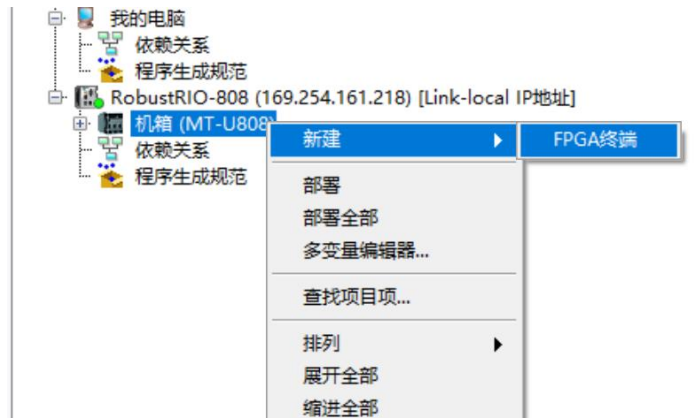 我的电脑
依赖关系
程序生成规范
RobustRIO-808 (169.254.161.218) [Link-local IP地址]
机箱 (MT-U808)
依赖关系
程序生成规范
新建
FPGA终端
部署
部署全部
多变量编辑器...
查找项目项...
排列
展开全部
缩进全部